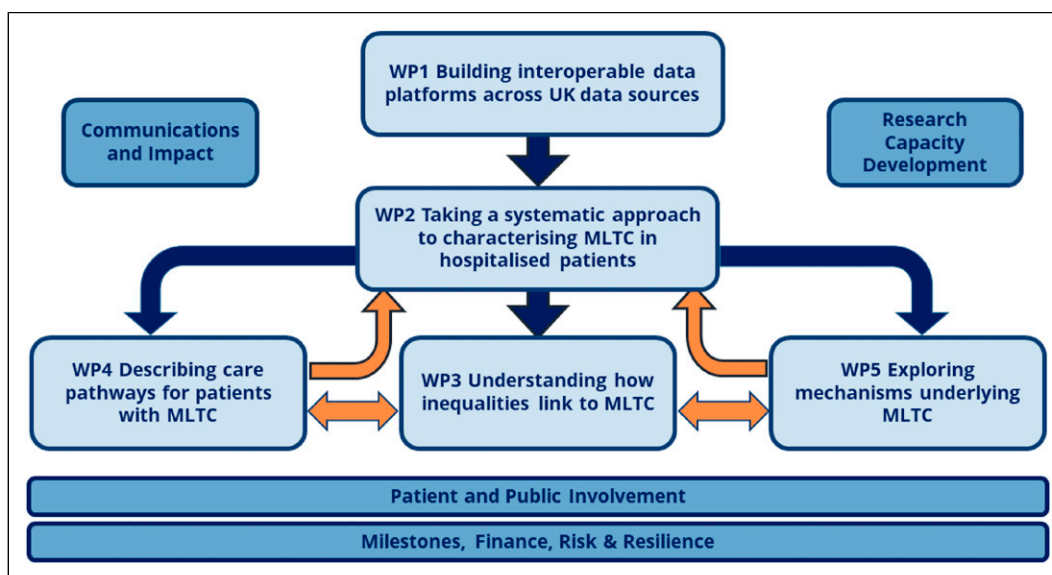 WP1 Building interoperable data
platforms across UK data sources
Communications
and Impact
Research
Capacity
Development
WP2 Taking a systematic approach
to characterising MLTC in
hospitalised patients
WP4 Describing care
pathways for patients
with MLTC
WP3 Understanding how
inequalities link to MLTC
WP5 Exploring
mechanisms underlying
MLTC
Patient and Public Involvement
Milestones, Finance, Risk & Resilience